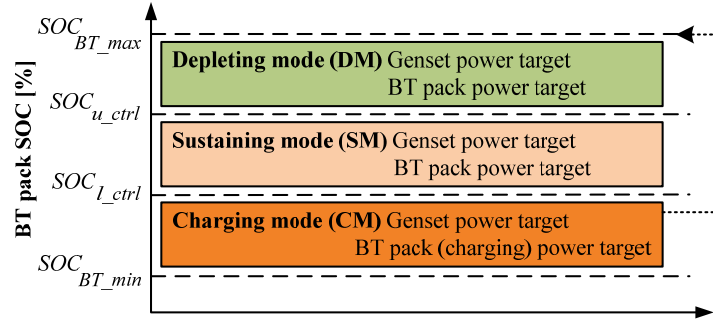 BT pack SOC [%]
SOC_BT_max
Depleting mode (DM) Genset power target
BT pack power target
SOC_u_ctrl
Sustaining mode (SM) Genset power target
BT pack power target
SOC_l_ctrl
Charging mode (CM) Genset power target
BT pack (charging) power target
SOC_BT_min